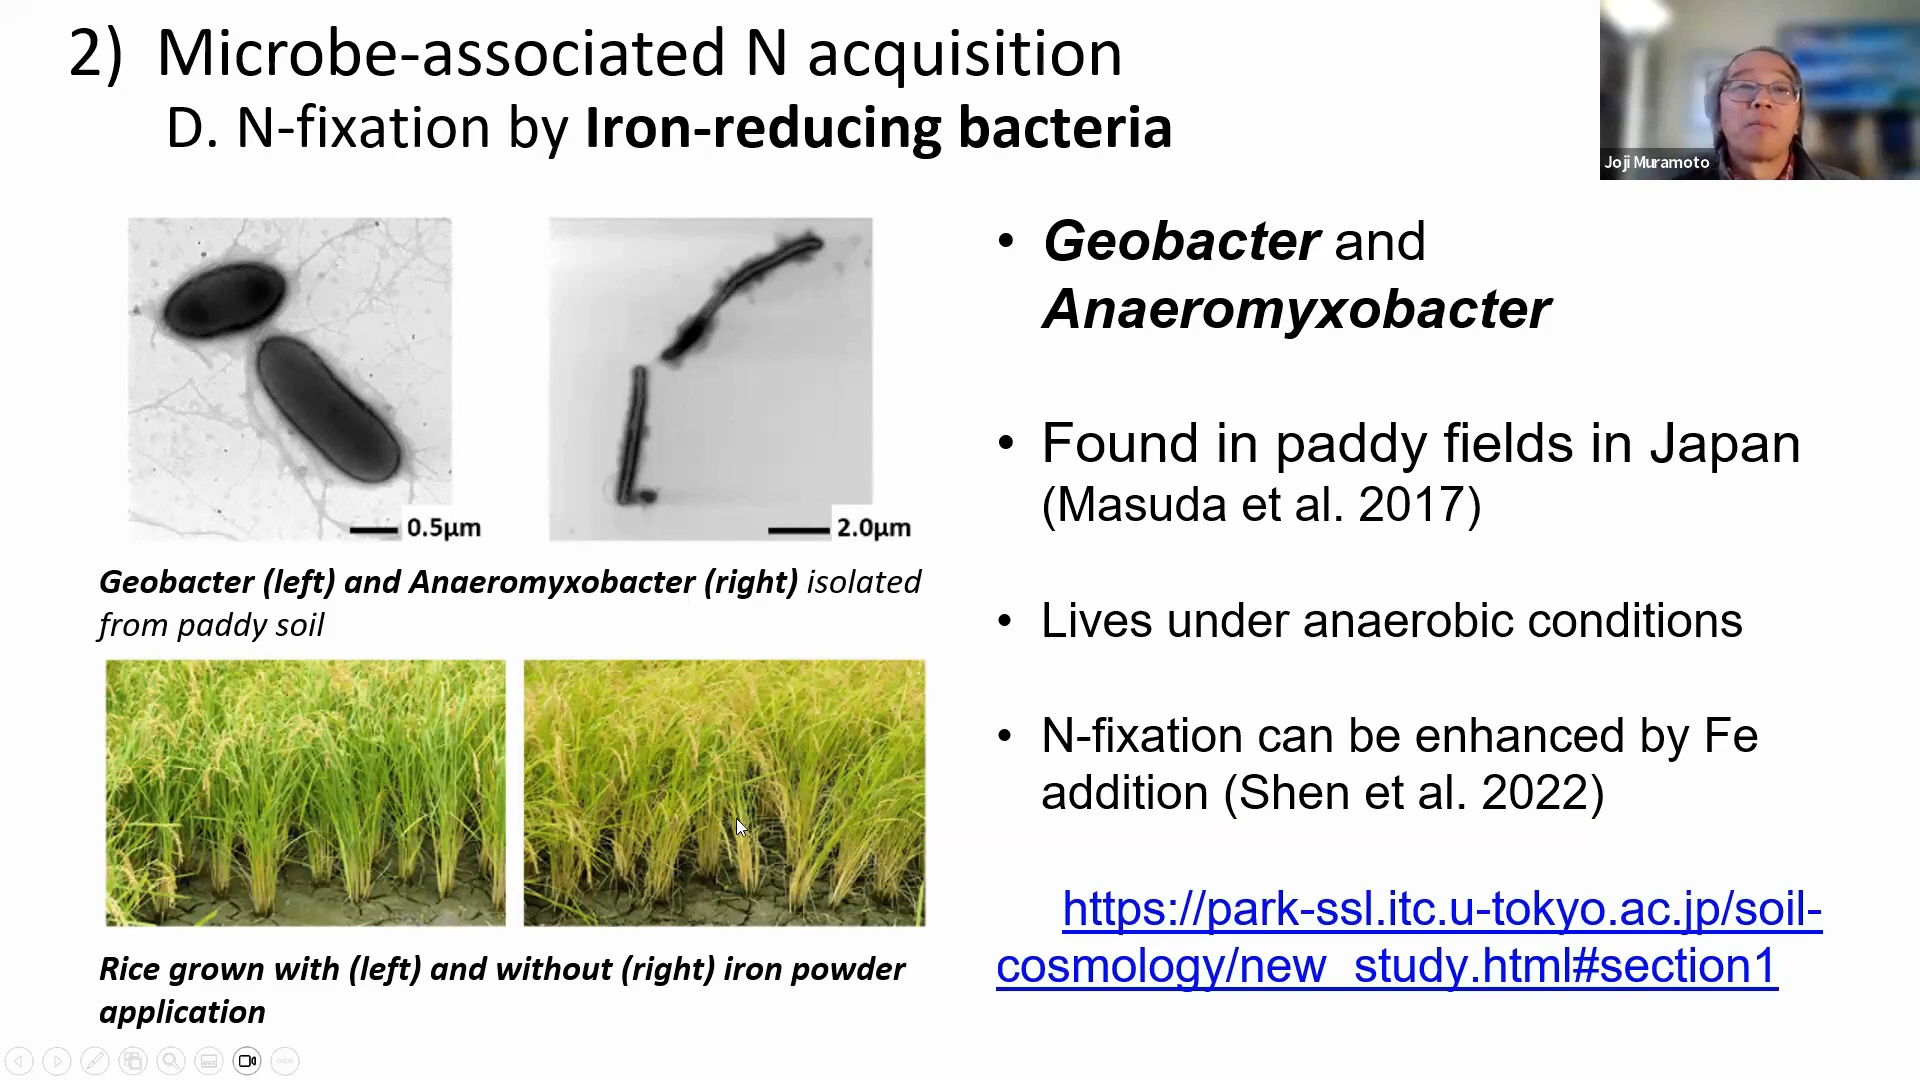 2) Microbe-associated N acquisition
D. N-fixation by Iron-reducing bacteria
Joji Muramoto
0.5µm
2.0µm
Geobacter (left) and Anaeromyxobacter (right) isolated
from paddy soil
Rice grown with (left) and without (right) iron powder
application
• Geobacter and
Anaeromyxobacter
• Found in paddy fields in Japan
(Masuda et al. 2017)
• Lives under anaerobic conditions
• N-fixation can be enhanced by Fe
addition (Shen et al. 2022)
https://park-ssl.itc.u-tokyo.ac.jp/soil-
cosmology/new_study.html#section1